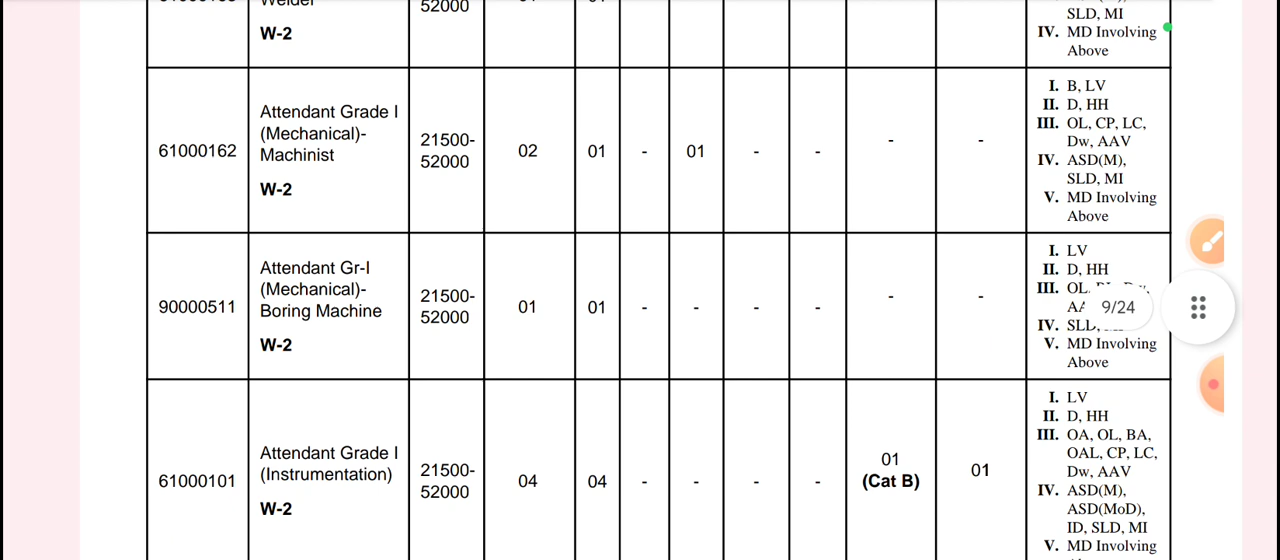 Welder
52000
W-2
SLD, MI
IV. MD Involving
Above
61000162
Attendant Grade I
(Mechanical)-
Machinist
W-2
21500-
52000
02
01
-
01
-
-
-
-
I. B, LV
II. D, HH
III. OL, CP, LC,
Dw, AAV
IV. ASD(M),
SLD, MI
V. MD Involving
Above
90000511
Attendant Gr-I
(Mechanical)-
Boring Machine
W-2
21500-
52000
01
01
-
-
-
-
-
-
I. LV
II. D, HH
III. OL,
IV. SLD,
V. MD Involving
Above
9/24
61000101
Attendant Grade I
(Instrumentation)
W-2
21500-
52000
04
04
-
-
-
-
01
(Cat B)
01
I. LV
II. D, HH
III. OA, OL, BA,
OAL, CP, LC,
Dw, AAV
IV. ASD(M),
ASD(MoD),
ID, SLD, MI
V. MD Involving